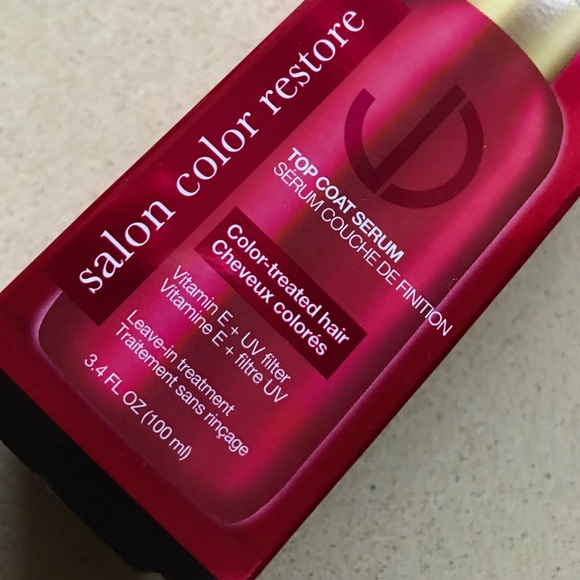 salon color restore
TOP COAT SERUM
SÉRUM COUCHE DE FINITION
Color-treated hair
Cheveux colorés
Vitamin E + UV filter
Vitamine E + filtre UV
Leave-in treatment
Traitement sans rinçage
3.4 FL OZ (100 ml)